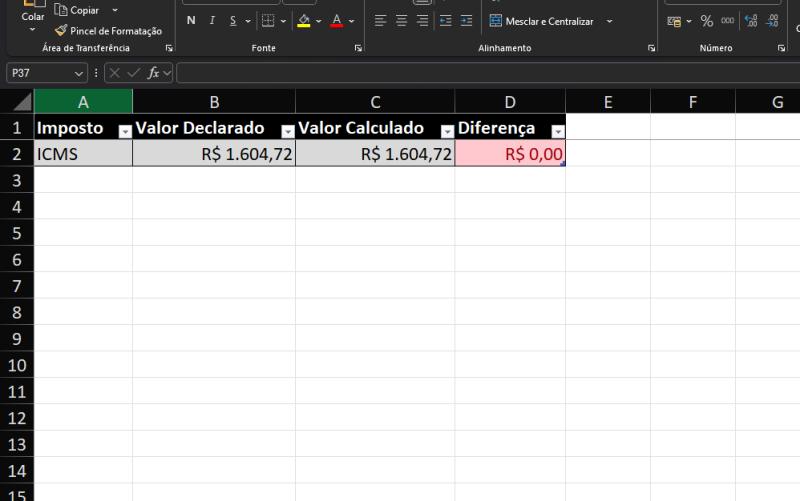 Colar
Copiar
Pincel de Formatação
Área de Transferência
N I S
A
Fonte
Mesclar e Centralizar
Alinhamento
% 000
Número
P37
fx
A B C D E F G
1 Imposto Valor Declarado Valor Calculado Diferença
2 ICMS R$ 1.604,72 R$ 1.604,72 R$ 0,00
3
4
5
6
7
8
9
10
11
12
13
14
15